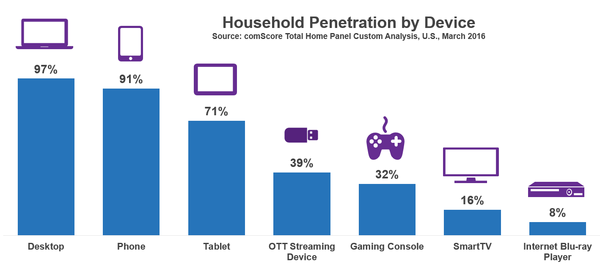 Household Penetration by Device
Source: comScore Total Home Panel Custom Analysis, U.S., March 2016
97%
91%
71%
39%
32%
16%
8%
Desktop
Phone
Tablet
OTT Streaming
Device
Gaming Console
SmartTV
Internet Blu-ray
Player